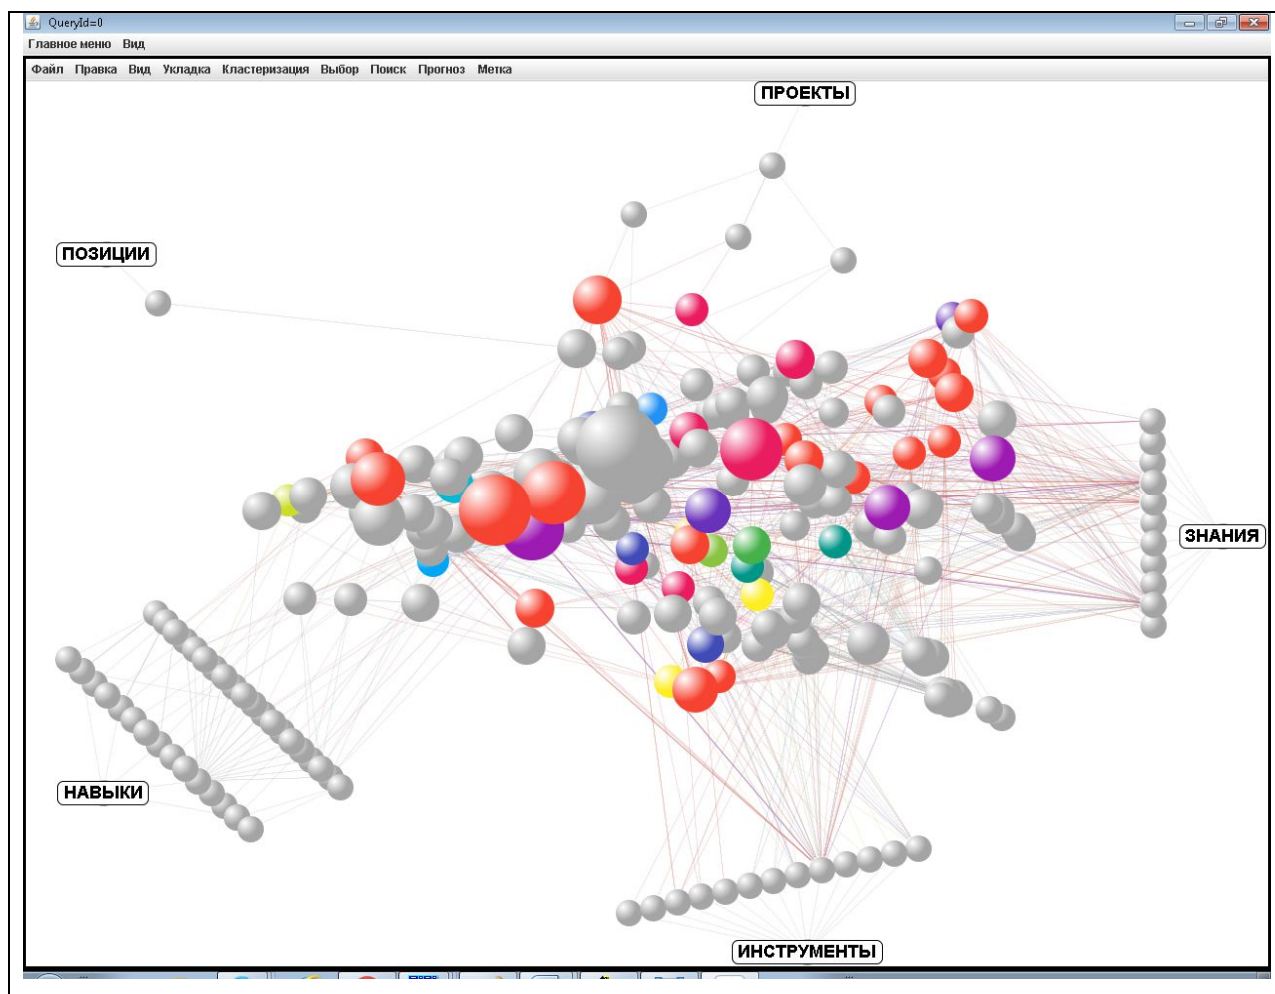 QueryId=0
Главное меню Вид
Файл Правка Вид Укладка Кластеризация Выбор Поиск Прогноз Метка
ПРОЕКТЫ
ПОЗИЦИИ
ЗНАНИЯ
НАВЫКИ
ИНСТРУМЕНТЫ